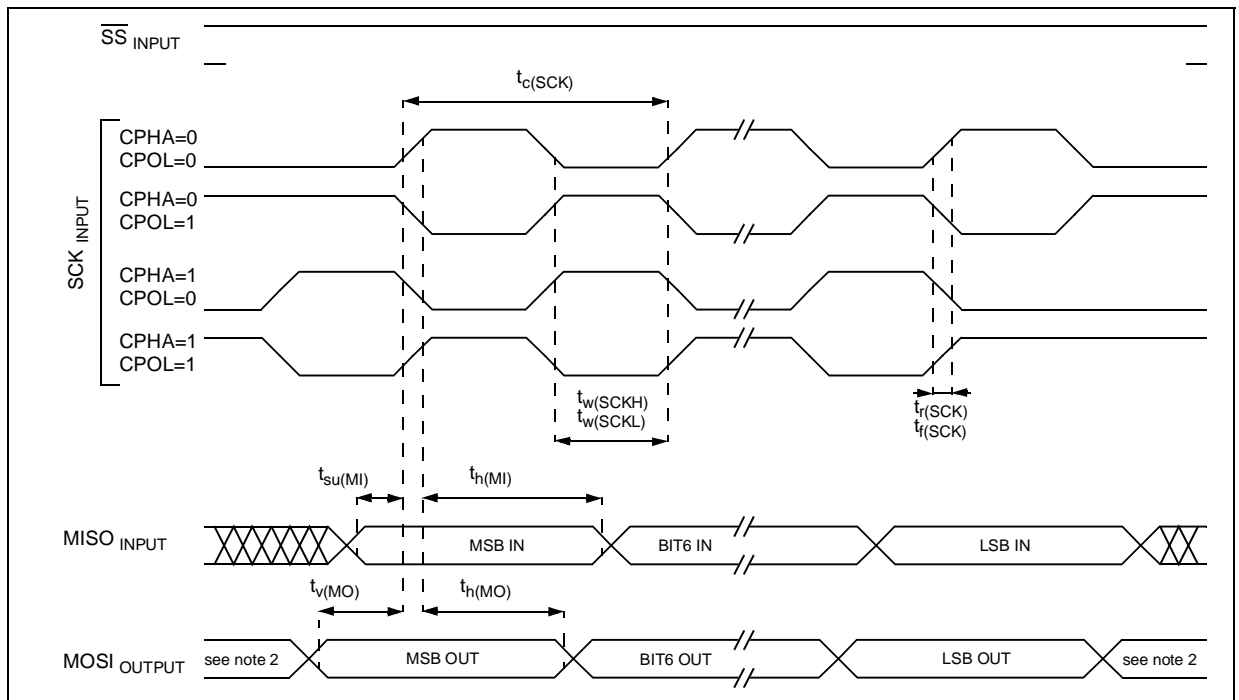 SS INPUT
tc(SCK)
SCK INPUT
CPHA=0
CPOL=0
CPHA=0
CPOL=1
CPHA=1
CPOL=0
CPHA=1
CPOL=1
tw(SCKH)
tw(SCKL)
tr(SCK)
tf(SCK)
tsu(MI)
th(MI)
MISO INPUT
MSB IN
BIT6 IN
LSB IN
tv(MO)
th(MO)
MOSI OUTPUT
see note 2
MSB OUT
BIT6 OUT
LSB OUT
see note 2